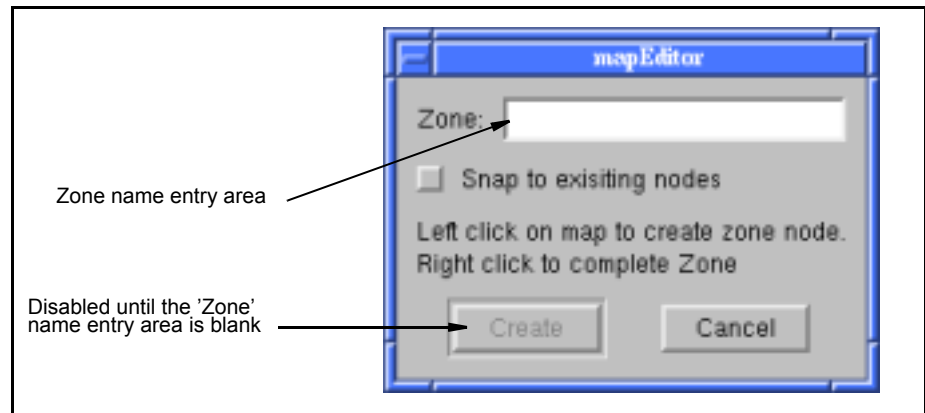 mapEditor
Zone:
Zone name entry area
Snap to exisiting nodes
Left click on map to create zone node.
Right click to complete Zone
Disabled until the ’Zone’
name entry area is blank
Create
Cancel